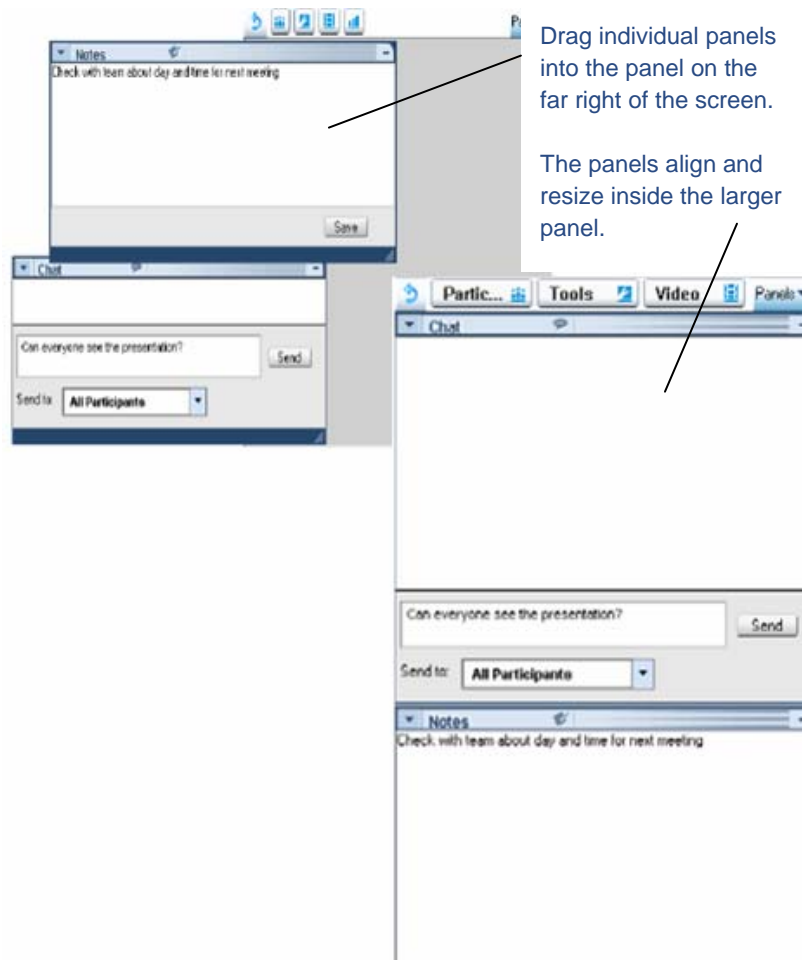 Drag individual panels
into the panel on the
far right of the screen.
The panels align and
resize inside the larger
panel.
Notes
Check with team about day and time for next meeting
Save
Chat
Can everyone see the presentation?
Send
Send to: All Participants
Partic... Tools Video Panels
Chat
Can everyone see the presentation?
Send
Send to: All Participants
Notes
Check with team about day and time for next meeting